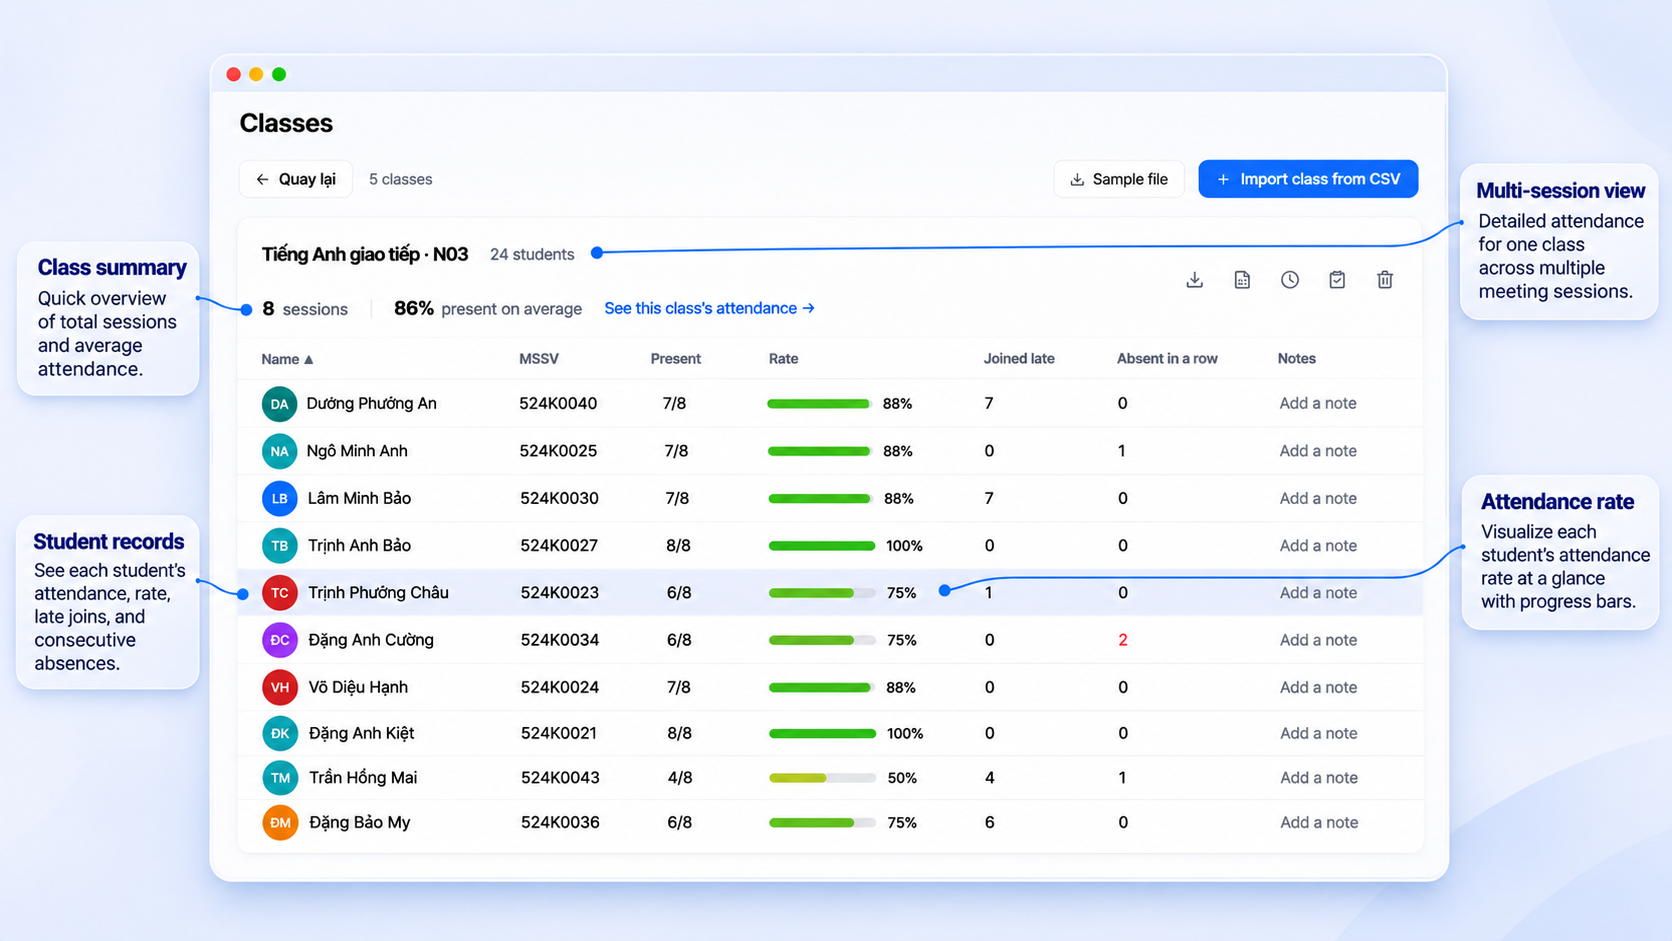 Classes
← Quay lại
5 classes
Sample file
+ Import class from CSV
Tiếng Anh giao tiếp · N03
24 students
8 sessions
86% present on average
See this class's attendance →
Name ▲ MSSV Present Rate Joined late Absent in a row Notes
DA Dương Phương An 524K0040 7/8 88% 7 0 Add a note
NA Ngô Minh Anh 524K0025 7/8 88% 0 1 Add a note
LB Lâm Minh Bảo 524K0030 7/8 88% 7 0 Add a note
TB Trịnh Anh Bảo 524K0027 8/8 100% 0 0 Add a note
TC Trịnh Phương Châu 524K0023 6/8 75% 1 0 Add a note
ĐC Đặng Anh Cường 524K0034 6/8 75% 0 2 Add a note
VH Võ Diệu Hạnh 524K0024 7/8 88% 0 0 Add a note
ĐK Đặng Anh Kiệt 524K0021 8/8 100% 0 0 Add a note
TM Trần Hồng Mai 524K0043 4/8 50% 4 1 Add a note
ĐM Đặng Bảo My 524K0036 6/8 75% 6 0 Add a note
Class summary
Quick overview
of total sessions
and average
attendance.
Student records
See each student's
attendance, rate,
late joins, and
consecutive
absences.
Multi-session view
Detailed attendance
for one class
across multiple
meeting sessions.
Attendance rate
Visualize each
student's attendance
rate at a glance
with progress bars.